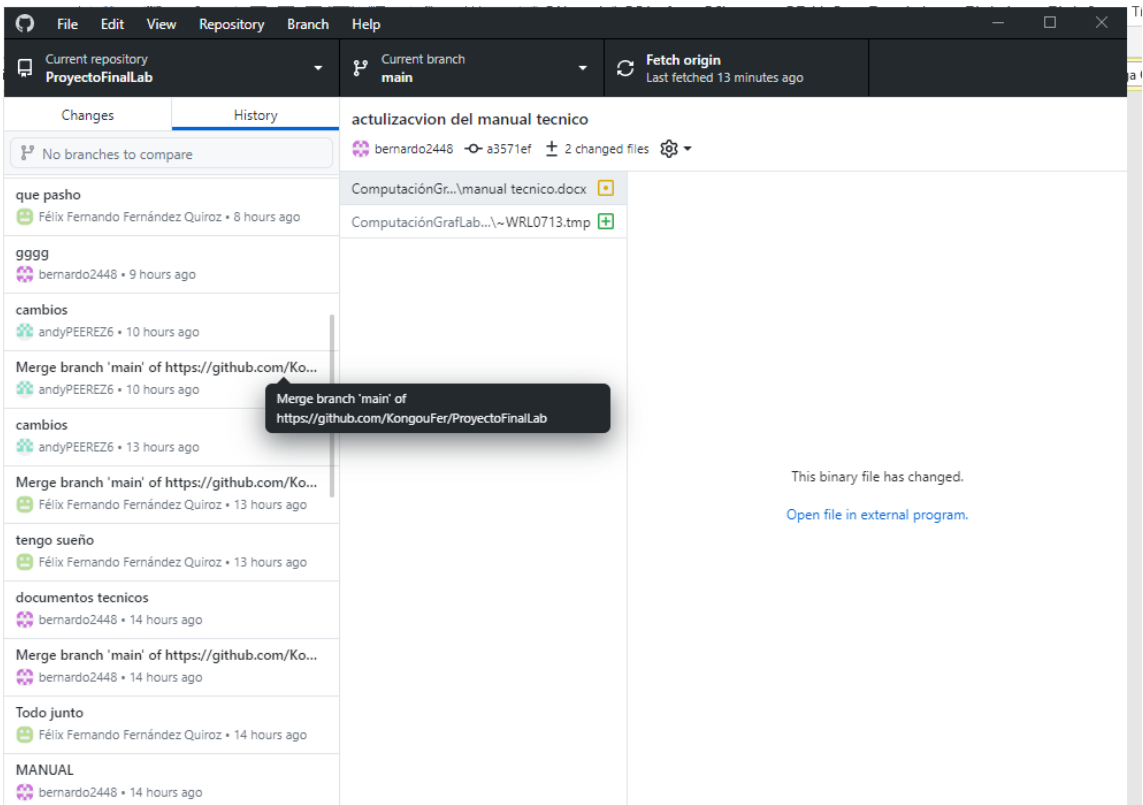 File Edit View Repository Branch Help
Current repository
ProyectoFinalLab
Current branch
main
Fetch origin
Last fetched 13 minutes ago
Changes History
No branches to compare
que pasho
Félix Fernando Fernández Quiroz • 8 hours ago
gggg
bernardo2448 • 9 hours ago
cambios
andyPEEREZ6 • 10 hours ago
Merge branch 'main' of https://github.com/Ko...
andyPEEREZ6 • 10 hours ago
cambios
andyPEEREZ6 • 13 hours ago
Merge branch 'main' of https://github.com/Ko...
Félix Fernando Fernández Quiroz • 13 hours ago
tengo sueño
Félix Fernando Fernández Quiroz • 13 hours ago
documentos tecnicos
bernardo2448 • 14 hours ago
Merge branch 'main' of https://github.com/Ko...
bernardo2448 • 14 hours ago
Todo junto
Félix Fernando Fernández Quiroz • 14 hours ago
MANUAL
bernardo2448 • 14 hours ago
Merge branch 'main' of
https://github.com/KongouFer/ProyectoFinalLab
actulizacvion del manual tecnico
bernardo2448 a3571ef 2 changed files
ComputaciónGr...\manual tecnico.docx
ComputaciónGrafLab...\~WRL0713.tmp
This binary file has changed.
Open file in external program.